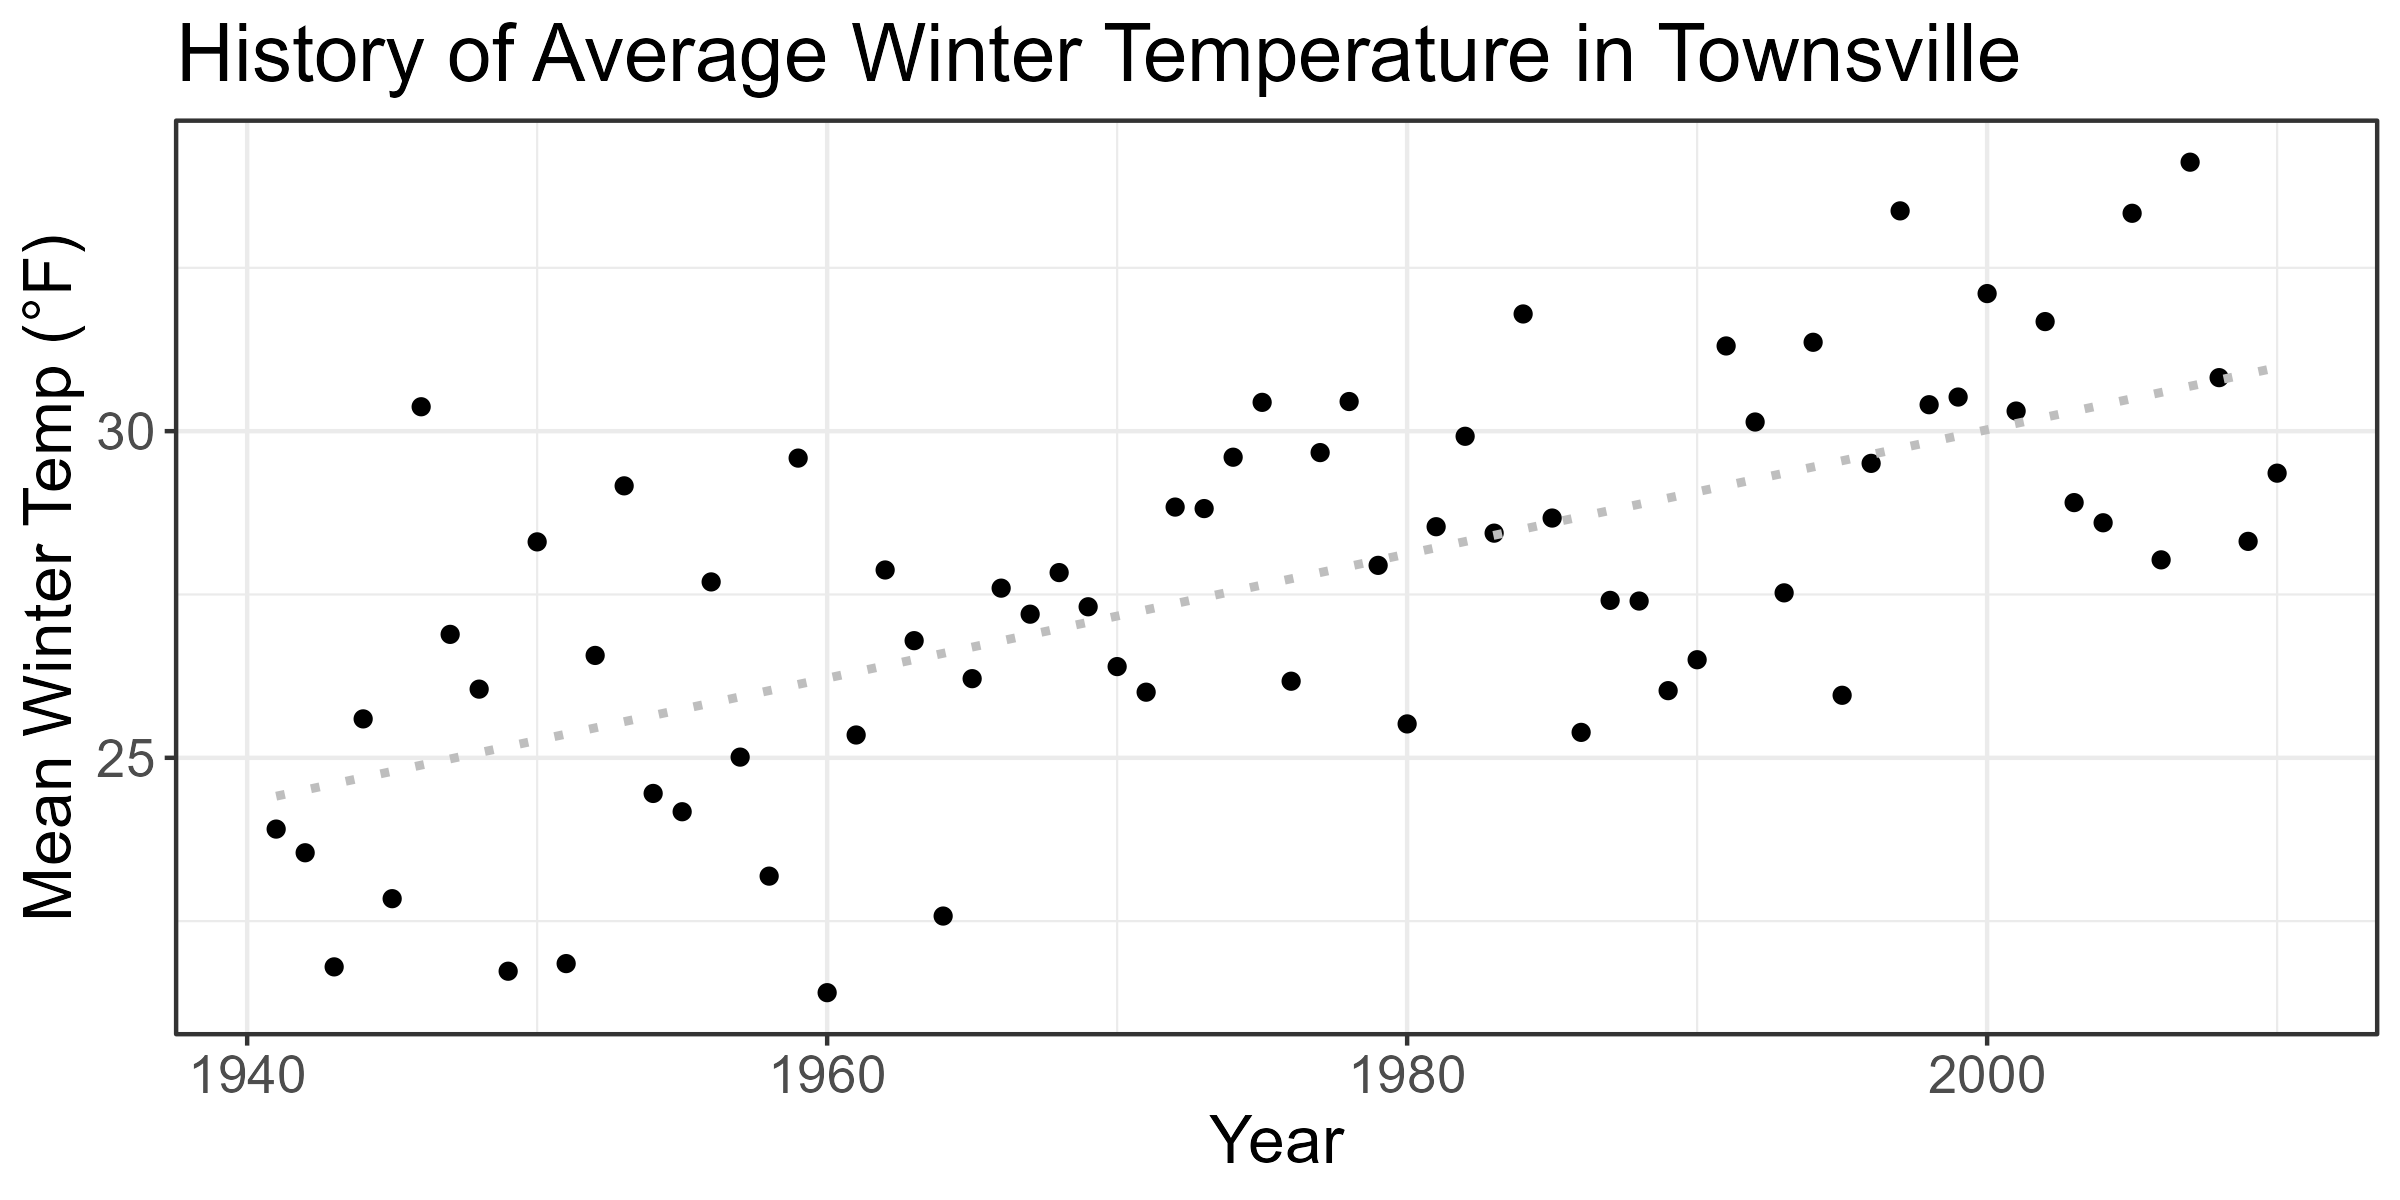 History of Average Winter Temperature in Townsville
Mean Winter Temp (°F)
30
25
1940
1960
1980
2000
Year